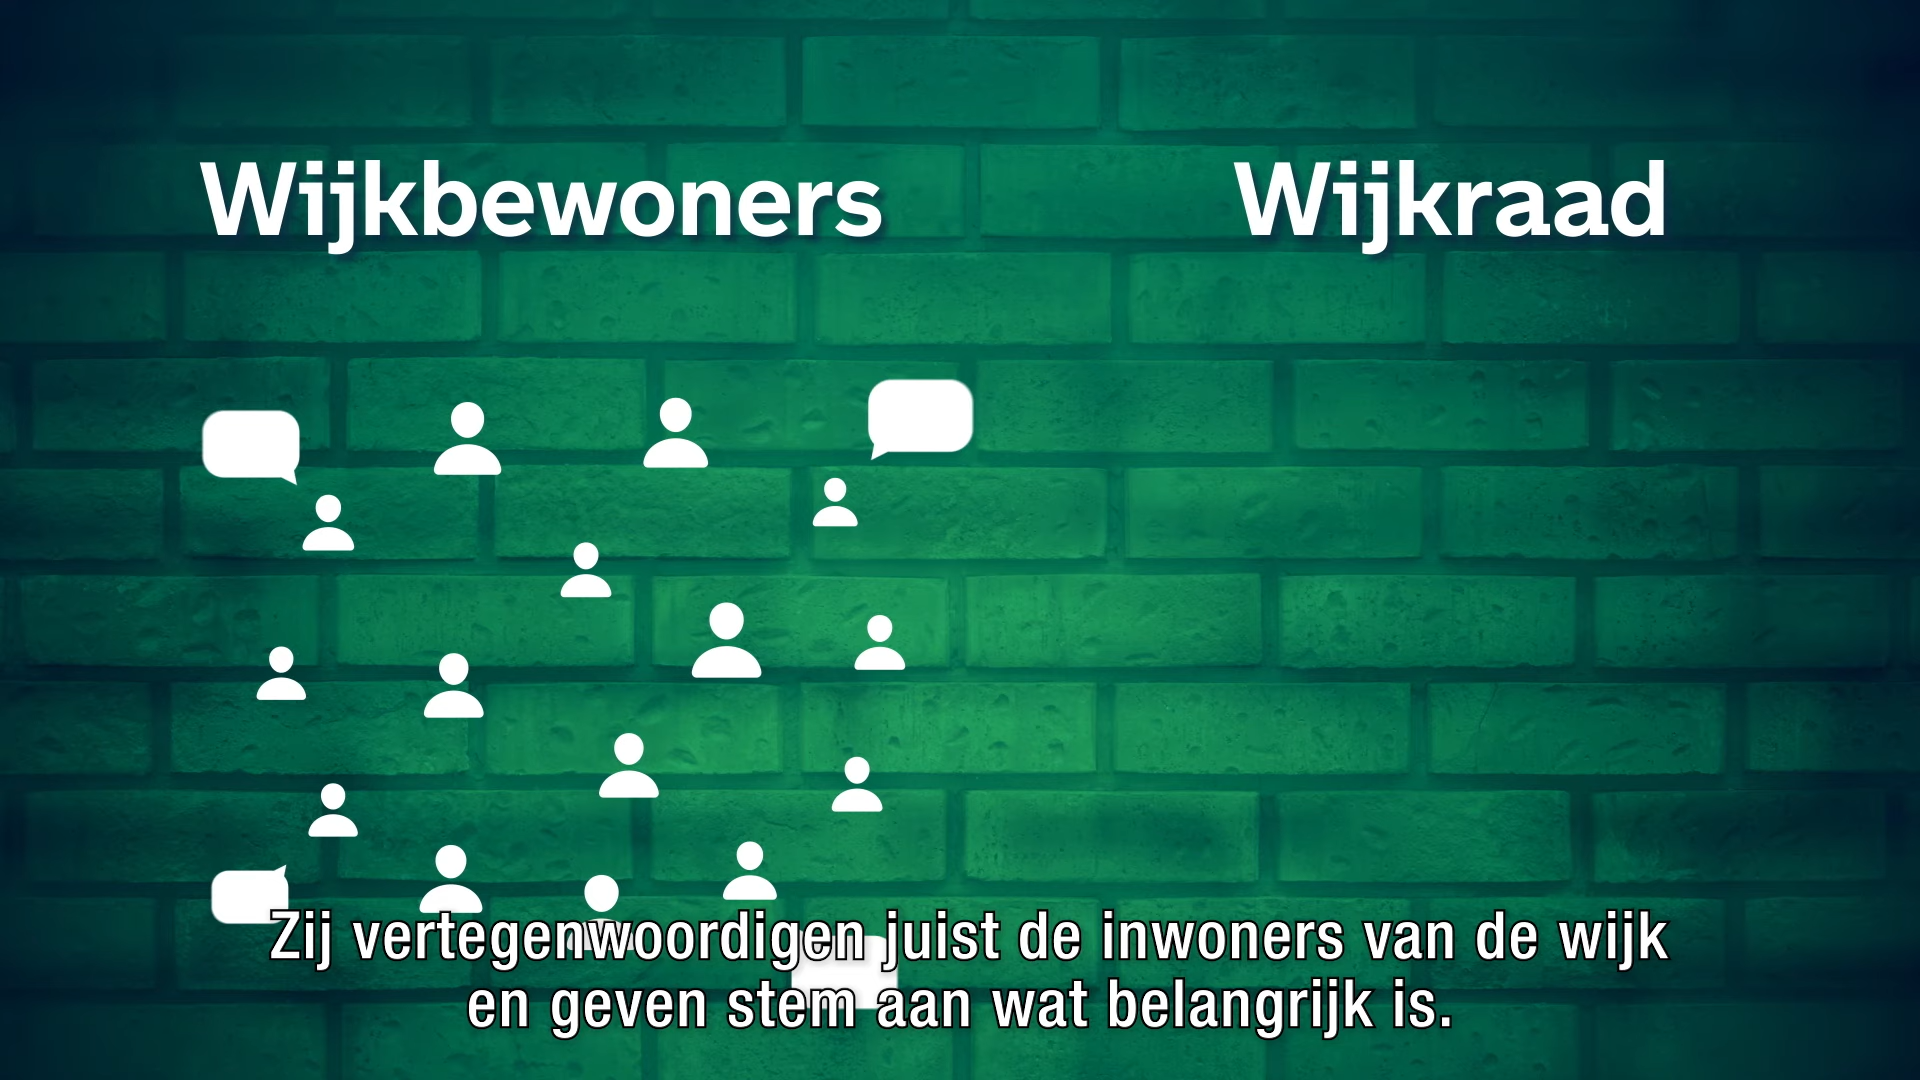 Wijkbewoners
Wijkraad
Zij vertegenwoordigen juist de inwoners van de wijk
en geven stem aan wat belangrijk is.